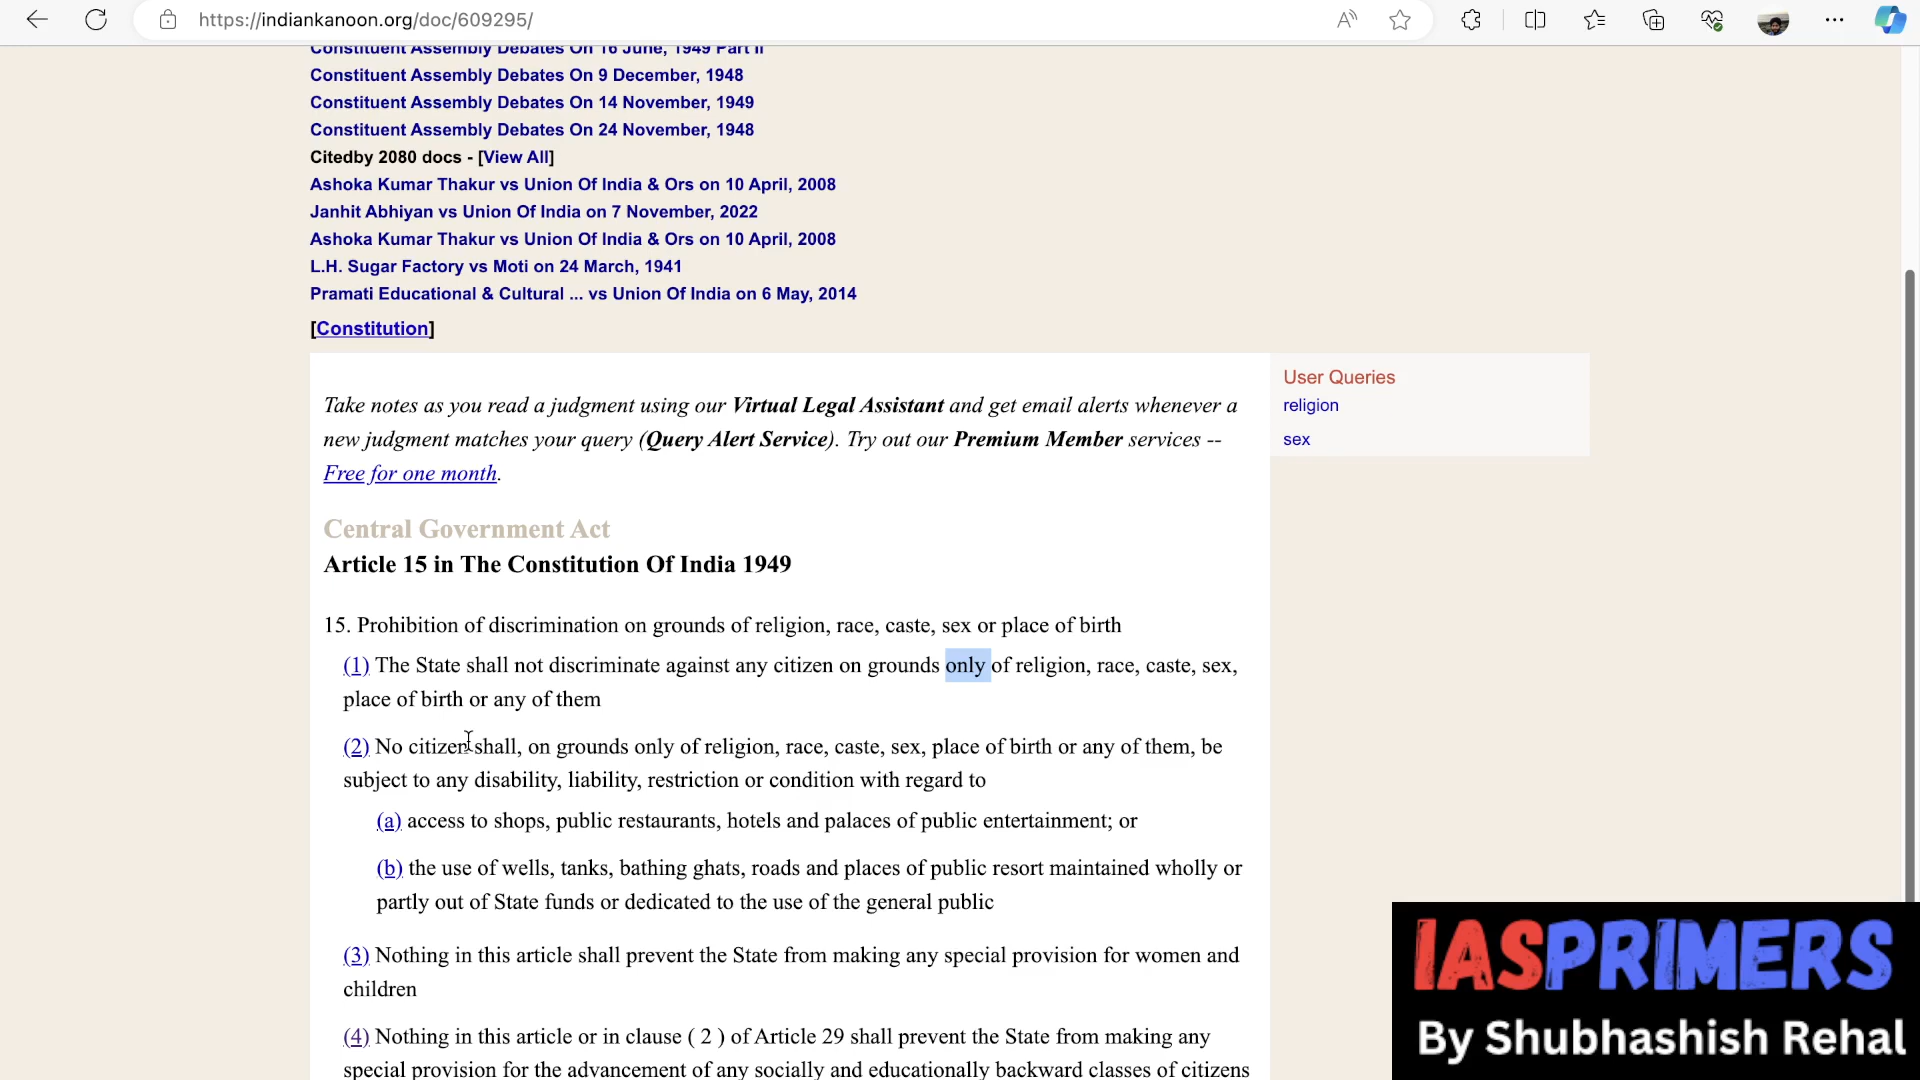 https://indiankanoon.org/doc/609295/
Constituent Assembly Debates On 16 June, 1949 Part II
Constituent Assembly Debates On 9 December, 1948
Constituent Assembly Debates On 14 November, 1949
Constituent Assembly Debates On 24 November, 1948
Citedby 2080 docs - [View All]
Ashoka Kumar Thakur vs Union Of India & Ors on 10 April, 2008
Janhit Abhiyan vs Union Of India on 7 November, 2022
Ashoka Kumar Thakur vs Union Of India & Ors on 10 April, 2008
L.H. Sugar Factory vs Moti on 24 March, 1941
Pramati Educational & Cultural ... vs Union Of India on 6 May, 2014
[Constitution]
Take notes as you read a judgment using our Virtual Legal Assistant and get email alerts whenever a
new judgment matches your query (Query Alert Service). Try out our Premium Member services --
Free for one month.
User Queries
religion
sex
Central Government Act
Article 15 in The Constitution Of India 1949
15. Prohibition of discrimination on grounds of religion, race, caste, sex or place of birth
(1) The State shall not discriminate against any citizen on grounds only of religion, race, caste, sex,
place of birth or any of them
(2) No citizen shall, on grounds only of religion, race, caste, sex, place of birth or any of them, be
subject to any disability, liability, restriction or condition with regard to
(a) access to shops, public restaurants, hotels and palaces of public entertainment; or
(b) the use of wells, tanks, bathing ghats, roads and places of public resort maintained wholly or
partly out of State funds or dedicated to the use of the general public
(3) Nothing in this article shall prevent the State from making any special provision for women and
children
(4) Nothing in this article or in clause ( 2 ) of Article 29 shall prevent the State from making any
special provision for the advancement of any socially and educationally backward classes of citizens
IASPRIMERS
By Shubhashish Rehal